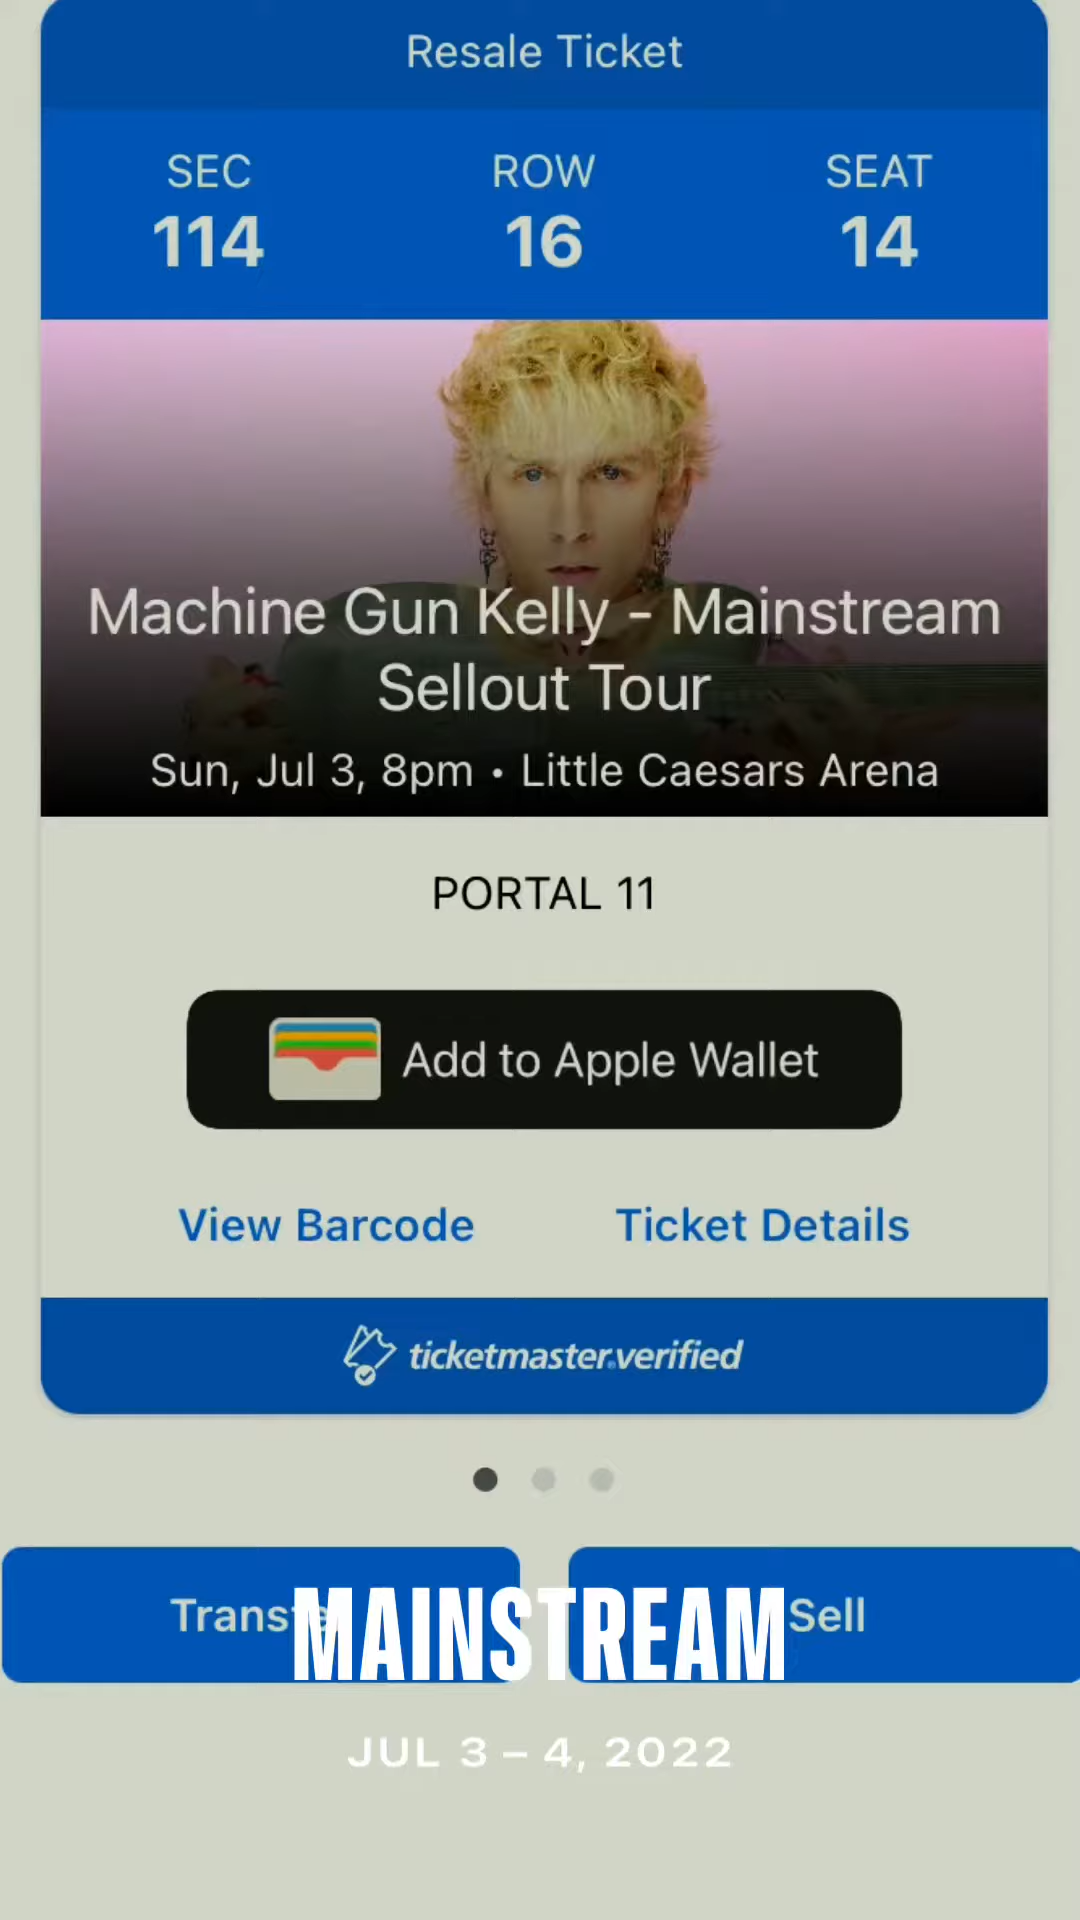 Resale Ticket
SEC ROW SEAT
114 16 14
Machine Gun Kelly - Mainstream
Sellout Tour
Sun, Jul 3, 8pm • Little Caesars Arena
PORTAL 11
Add to Apple Wallet
View Barcode Ticket Details
ticketmaster.verified
Sell
MAINSTREAM
JUL 3 – 4, 2022